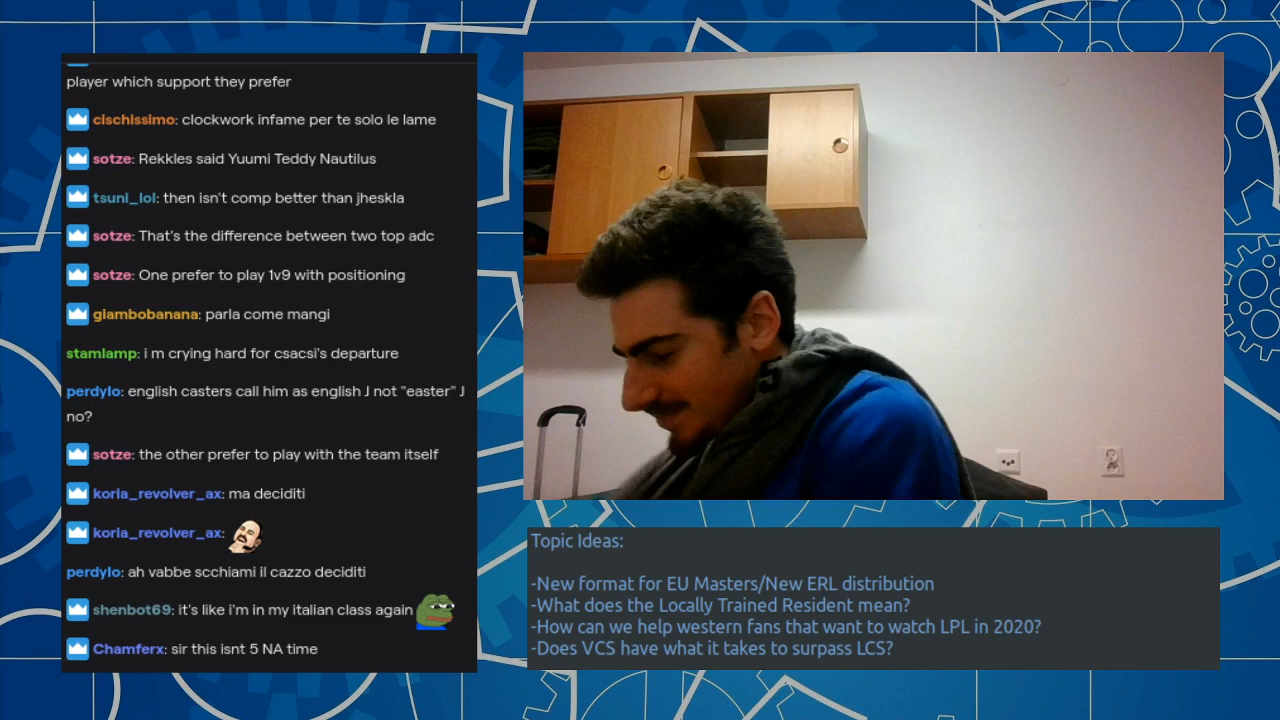 player which support they prefer
cischissimo: clockwork infame per te solo le lame
sotze: Rekkles said Yuumi Teddy Nautilus
tsunl_lol: then isn't comp better than jheskla
sotze: That's the difference between two top adc
sotze: One prefer to play 1v9 with positioning
glambobanana: parla come mangi
stamlamp: i m crying hard for csacsi's departure
perdylo: english casters call him as english J not "easter" J
no?
sotze: the other prefer to play with the team itself
korla_revolver_ax: ma deciditi
korla_revolver_ax:
perdylo: ah vabbe scchiami il cazzo deciditi
shenbot69: it's like i'm in my italian class again
Chamferx: sir this isnt 5 NA time
Topic Ideas:
-New format for EU Masters/New ERL distribution
-What does the Locally Trained Resident mean?
-How can we help western fans that want to watch LPL in 2020?
-Does VCS have what it takes to surpass LCS?